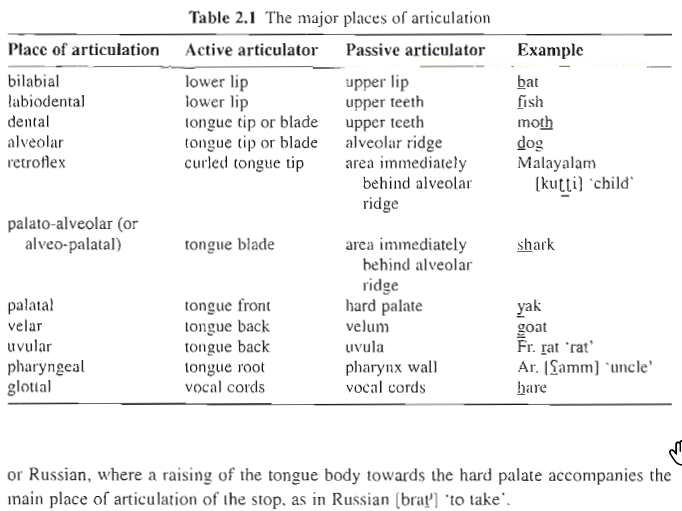 Table 2.1 The major places of articulation
Place of articulation Active articulator Passive articulator Example
bilabial lower lip upper lip bat
labiodental lower lip upper teeth fish
dental tongue tip or blade upper teeth moth
alveolar tongue tip or blade alveolar ridge dog
retroflex curled tongue tip area immediately Malayalam
behind alveolar [kuʈʈi] ‘child’
ridge
palato-alveolar (or
alveo-palatal) tongue blade area immediately shark
behind alveolar
ridge
palatal tongue front hard palate yak
velar tongue back velum goat
uvular tongue back uvula Fr. rat ‘rat’
pharyngeal tongue root pharynx wall Ar. [ʕamm] ‘uncle’
glottal vocal cords vocal cords hare
or Russian, where a raising of the tongue body towards the hard palate accompanies the
main place of articulation of the stop, as in Russian [bratʲ] ‘to take’.